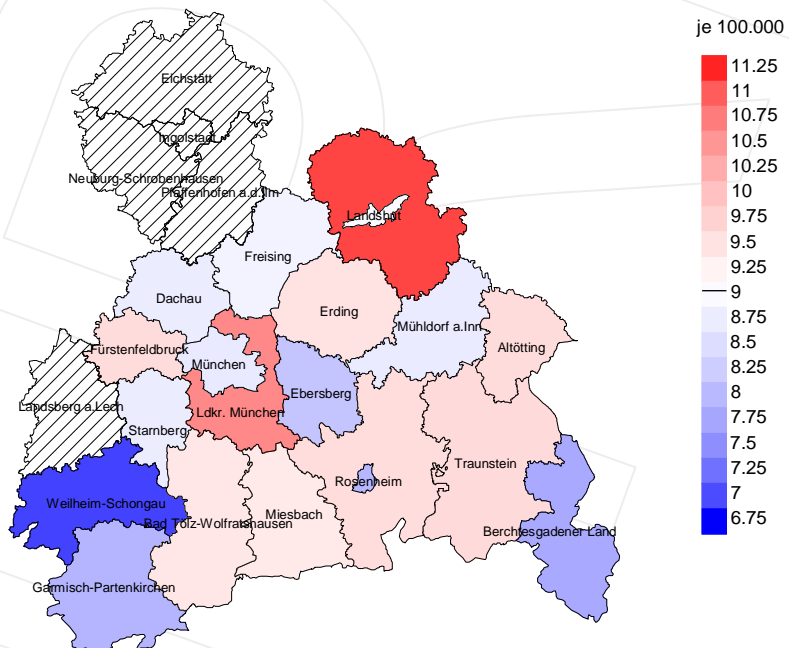 je 100.000
11.25
11
10.75
10.5
10.25
10
9.75
9.5
9.25
9
8.75
8.5
8.25
8
7.75
7.5
7.25
7
6.75
Eichstätt
Ingolstadt
Neuburg-Schrobenhausen
Pfaffenhofen a.d.Ilm
Landshut
Freising
Dachau
Erding
Mühldorf a.Inn
Altötting
Fürstenfeldbruck
München
Ebersberg
Landsberg a.Lech
Ldkr. München
Starnberg
Traunstein
Rosenheim
Weilheim-Schongau
Miesbach
Bad Tölz-Wolfratshausen
Berchtesgadener Land
Garmisch-Partenkirchen